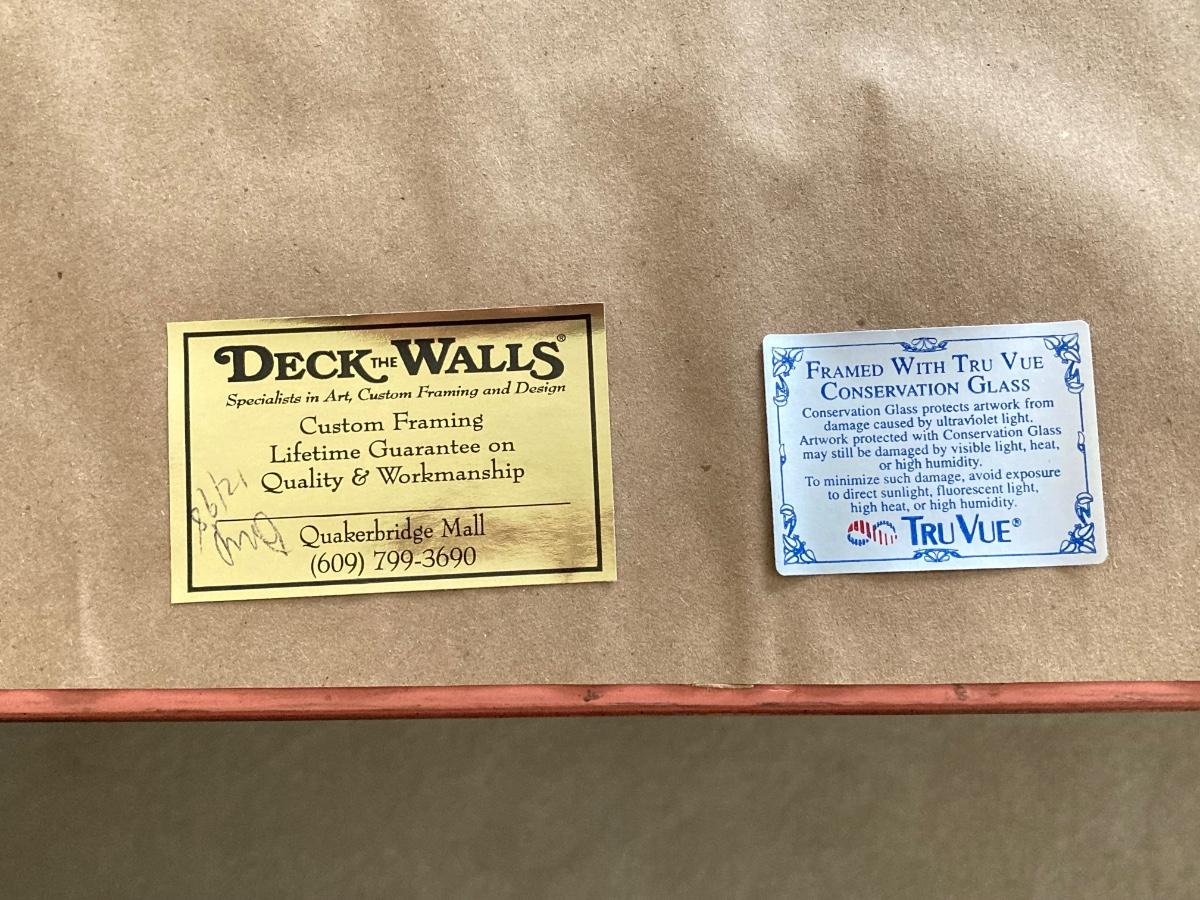 DECK THE WALLS®
Specialists in Art, Custom Framing and Design
Custom Framing
Lifetime Guarantee on
Quality & Workmanship
Quakerbridge Mall
(609) 799-3690
FRAMED WITH TRU VUE
CONSERVATION GLASS
Conservation Glass protects artwork from
damage caused by ultraviolet light.
Artwork protected with Conservation Glass
may still be damaged by visible light, heat,
or high humidity.
To minimize such damage, avoid exposure
to direct sunlight, fluorescent light,
high heat, or high humidity.
TRU VUE®